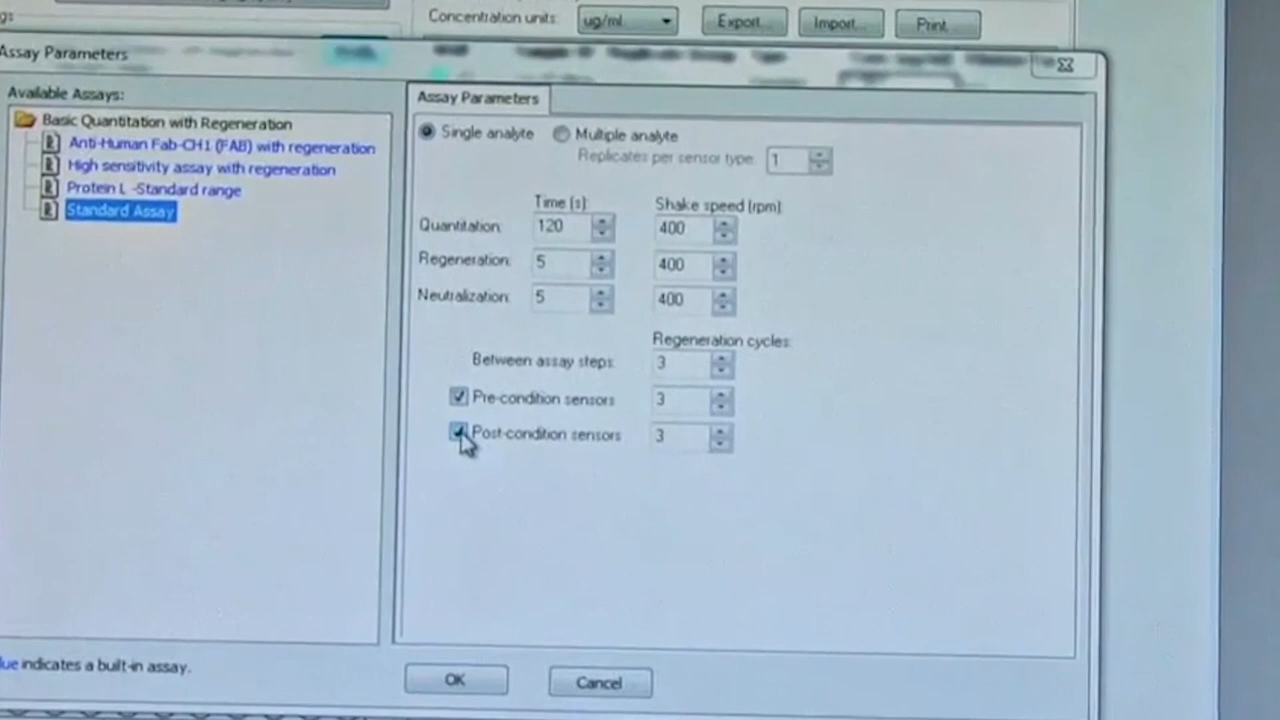 Concentration units: ug/ml Export... Import... Print...
Assay Parameters
Available Assays:
Basic Quantitation with Regeneration
Anti-Human Fab-CH1 (FAB) with regeneration
High sensitivity assay with regeneration
Protein L -Standard range
Standard Assay
Assay Parameters
Single analyte Multiple analyte
Replicates per sensor type: 1
Time (s): Shake speed (rpm):
Quantitation: 120 400
Regeneration: 5 400
Neutralization: 5 400
Regeneration cycles:
Between assay steps: 3
Pre-condition sensors 3
Post-condition sensors 3
indicates a built-in assay.
OK Cancel